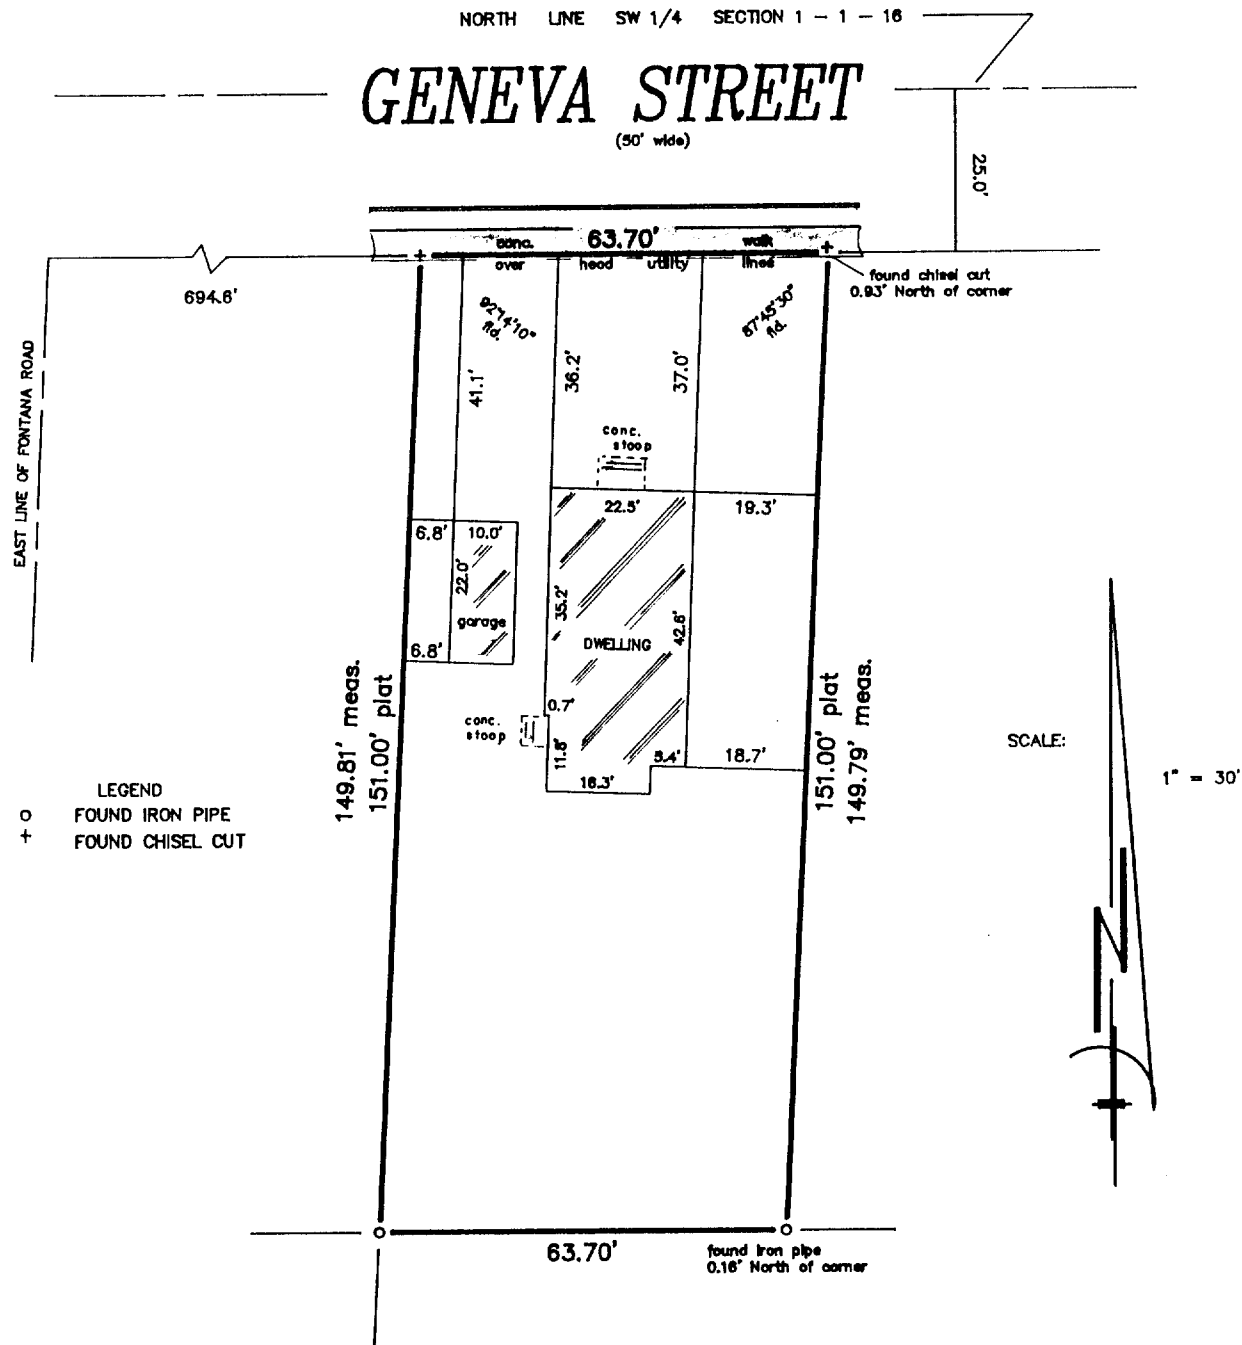 NORTH LINE SW 1/4 SECTION 1 - 1 - 16
GENEVA STREET
(50' wide)
25.0'
conc. 63.70' walk
over head utility lines
found chisel cut
0.93' North of corner
694.6'
92°14'10"
fld.
87°45'30"
fld.
EAST LINE OF FONTANA ROAD
41.1'
36.2'
37.0'
conc.
stoop
22.5'
19.3'
6.8'
10.0'
22.0'
garage
6.8'
35.2'
DWELLING
42.6'
0.7'
conc.
stoop
11.8'
5.4'
18.7'
16.3'
149.81' meas.
151.00' plat
151.00' plat
149.79' meas.
SCALE:
1" = 30'
LEGEND
o FOUND IRON PIPE
+ FOUND CHISEL CUT
N
63.70'
found iron pipe
0.16' North of corner